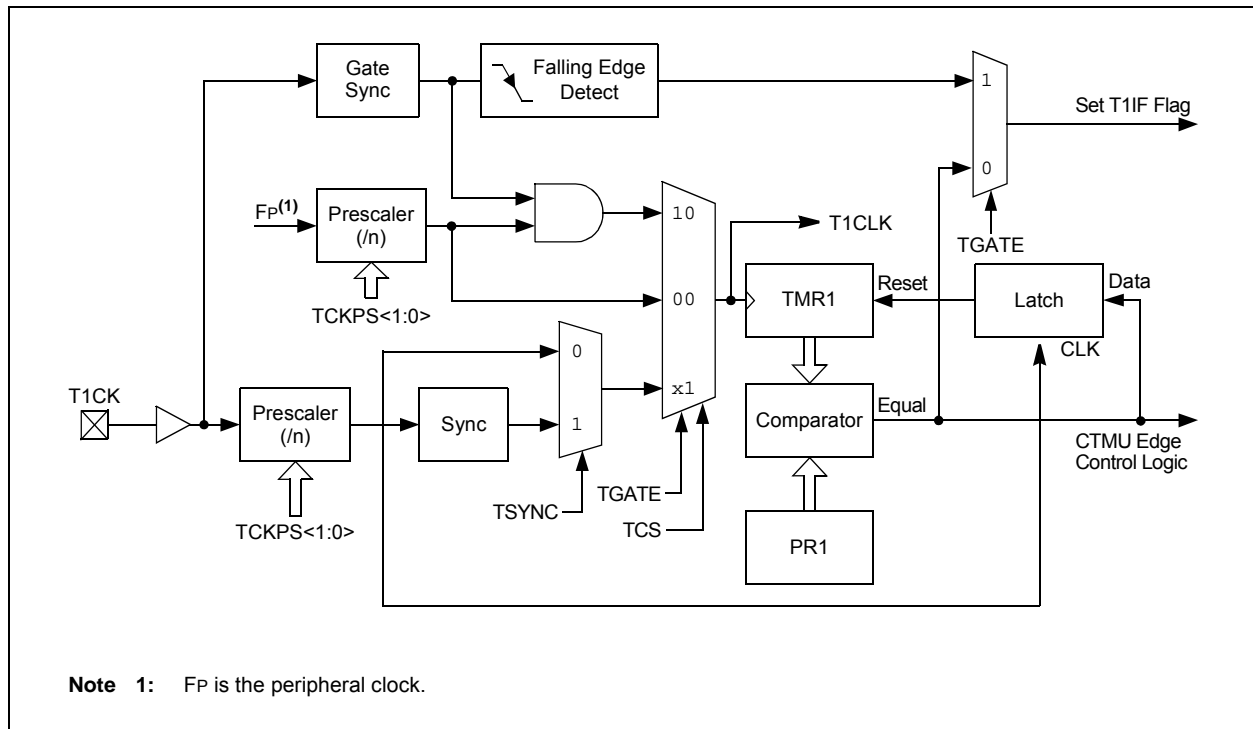 Gate
Sync
Falling Edge
Detect
1
Set T1IF Flag
0
TGATE
FP(1)
Prescaler
(/n)
TCKPS<1:0>
10
00
x1
T1CLK
TMR1
Reset
Latch
Data
CLK
0
1
T1CK
Prescaler
(/n)
TCKPS<1:0>
Sync
TSYNC
TGATE
TCS
Comparator
Equal
CTMU Edge
Control Logic
PR1
Note 1: FP is the peripheral clock.